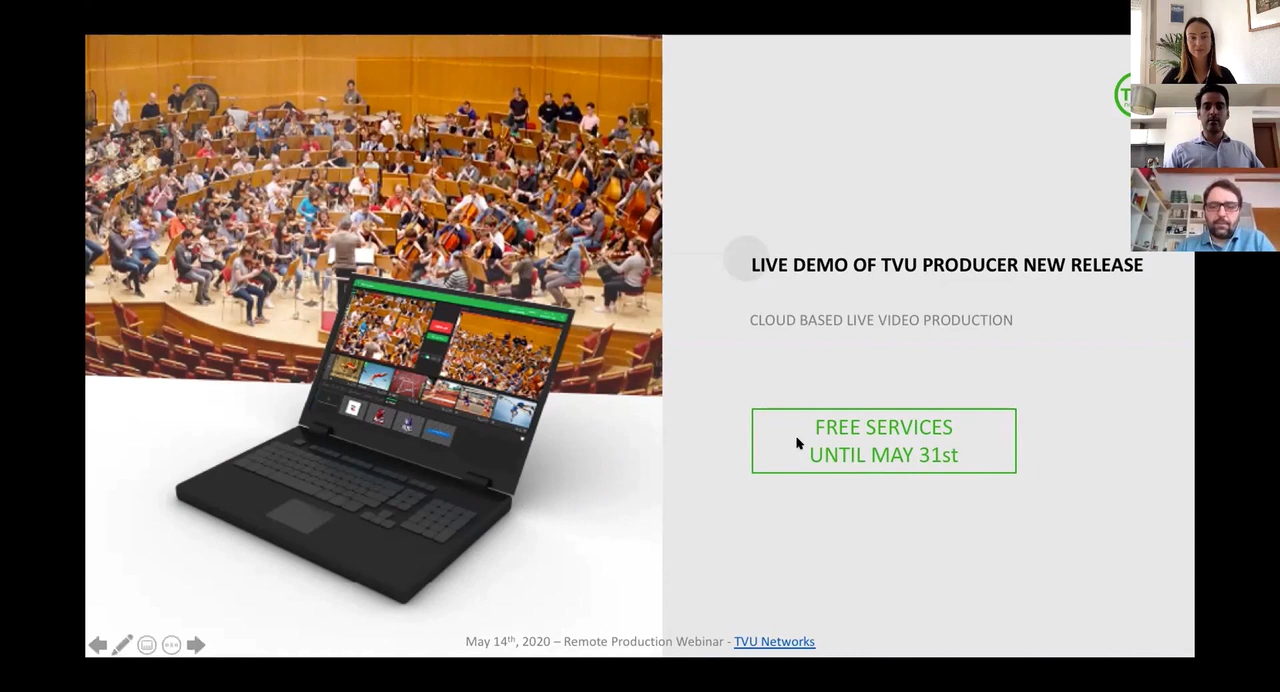 LIVE DEMO OF TVU PRODUCER NEW RELEASE
CLOUD BASED LIVE VIDEO PRODUCTION
FREE SERVICES
UNTIL MAY 31st
May 14th, 2020 – Remote Production Webinar - TVU Networks